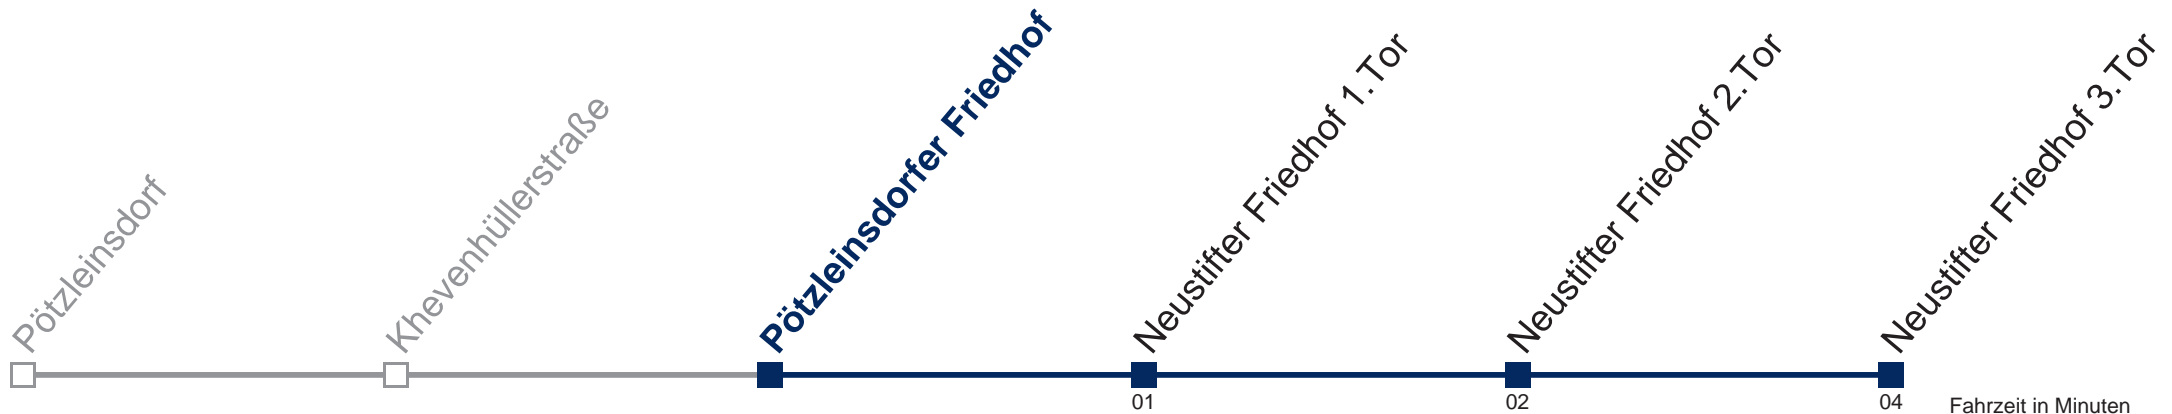 Pötzleinsdorf
Khevenhüllerstraße
Pötzleinsdorfer Friedhof
Neustifter Friedhof 1.Tor
Neustifter Friedhof 2.Tor
Neustifter Friedhof 3.Tor
01
02
04
Fahrzeit in Minuten